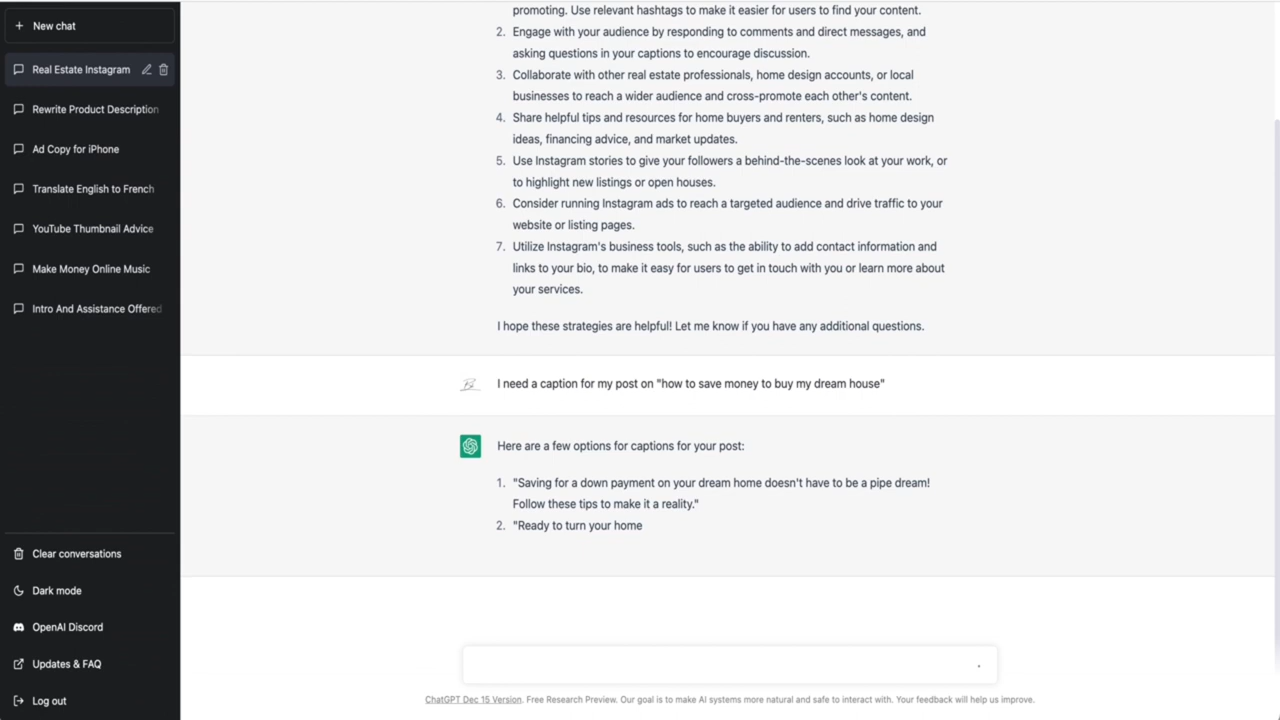 New chat
Real Estate Instagram
Rewrite Product Description
Ad Copy for iPhone
Translate English to French
YouTube Thumbnail Advice
Make Money Online Music
Intro And Assistance Offered
Clear conversations
Dark mode
OpenAI Discord
Updates & FAQ
Log out
promoting. Use relevant hashtags to make it easier for users to find your content.
2. Engage with your audience by responding to comments and direct messages, and
asking questions in your captions to encourage discussion.
3. Collaborate with other real estate professionals, home design accounts, or local
businesses to reach a wider audience and cross-promote each other's content.
4. Share helpful tips and resources for home buyers and renters, such as home design
ideas, financing advice, and market updates.
5. Use Instagram stories to give your followers a behind-the-scenes look at your work, or
to highlight new listings or open houses.
6. Consider running Instagram ads to reach a targeted audience and drive traffic to your
website or listing pages.
7. Utilize Instagram's business tools, such as the ability to add contact information and
links to your bio, to make it easy for users to get in touch with you or learn more about
your services.
I hope these strategies are helpful! Let me know if you have any additional questions.
I need a caption for my post on "how to save money to buy my dream house"
Here are a few options for captions for your post:
1. "Saving for a down payment on your dream home doesn't have to be a pipe dream!
Follow these tips to make it a reality."
2. "Ready to turn your home
ChatGPT Dec 15 Version. Free Research Preview. Our goal is to make AI systems more natural and safe to interact with. Your feedback will help us improve.